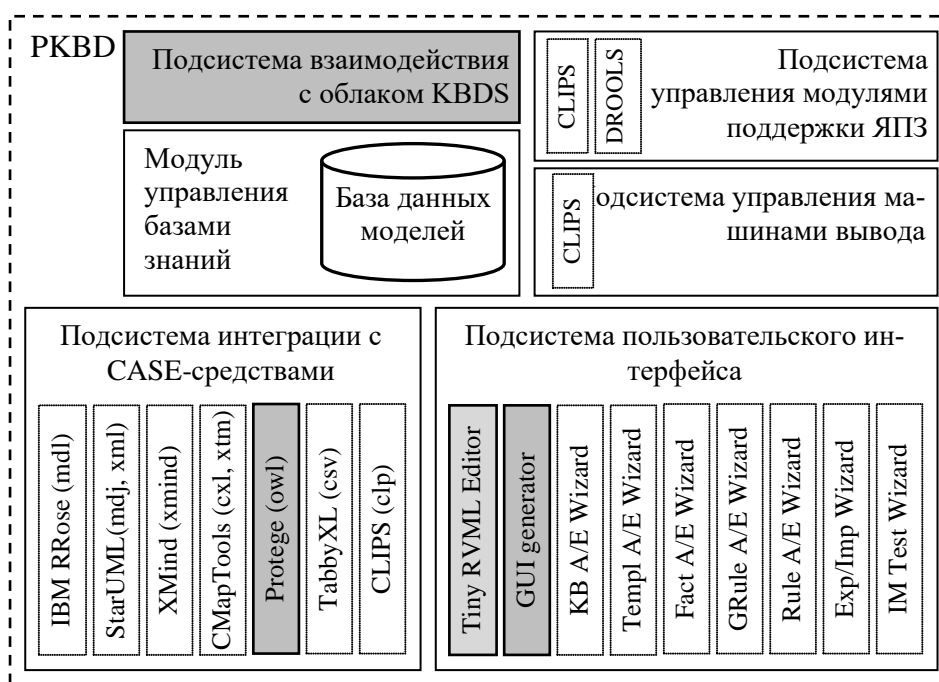 PKBD
Подсистема взаимодействия
с облаком KBDS
CLIPS
DROOLS
Подсистема
управления модулями
поддержки ЯПЗ
Модуль
управления
базами
знаний
База данных
моделей
CLIPS
одсистема управления ма-
шинами вывода
Подсистема интеграции с
CASE-средствами
IBM RRose (mdl)
StarUML(mdj, xml)
XMind (xmind)
CMapTools (cxl, xtm)
Protege (owl)
TabbyXL (csv)
CLIPS (clp)
Подсистема пользовательского ин-
терфейса
Tiny RVML Editor
GUI generator
KB A/E Wizard
Templ A/E Wizard
Fact A/E Wizard
GRule A/E Wizard
Rule A/E Wizard
Exp/Imp Wizard
IM Test Wizard